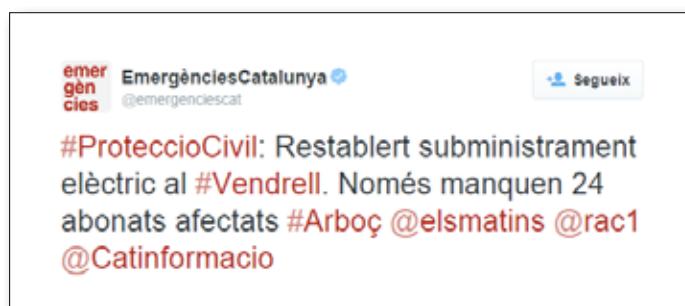 emer
gèn
cies
EmergènciesCatalunya
@emergenciescat
Segueix
#ProteccioCivil: Restablert subministrament
elèctric al #Vendrell. Només manquen 24
abonats afectats #Arboç @elsmatins @rac1
@Catinformacio